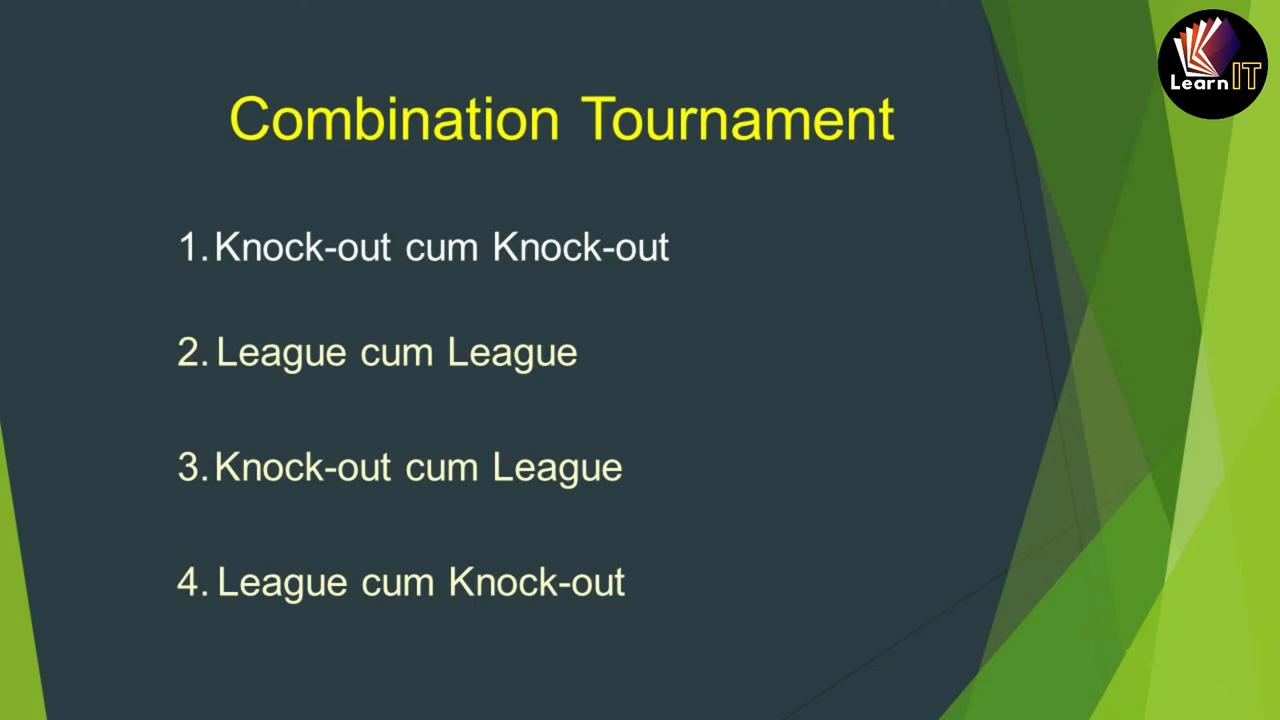 Learn IT
Combination Tournament
1. Knock-out cum Knock-out
2. League cum League
3. Knock-out cum League
4. League cum Knock-out